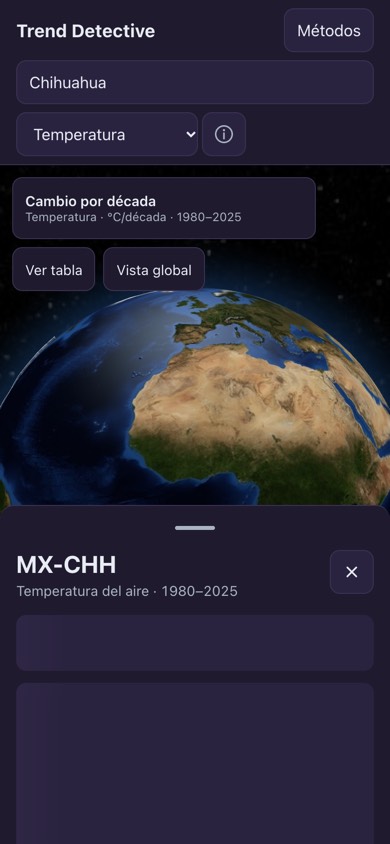 Trend Detective
Métodos
Chihuahua
Temperatura
Cambio por década
Temperatura · °C/década · 1980–2025
Ver tabla
Vista global
MX-CHH
Temperatura del aire · 1980–2025